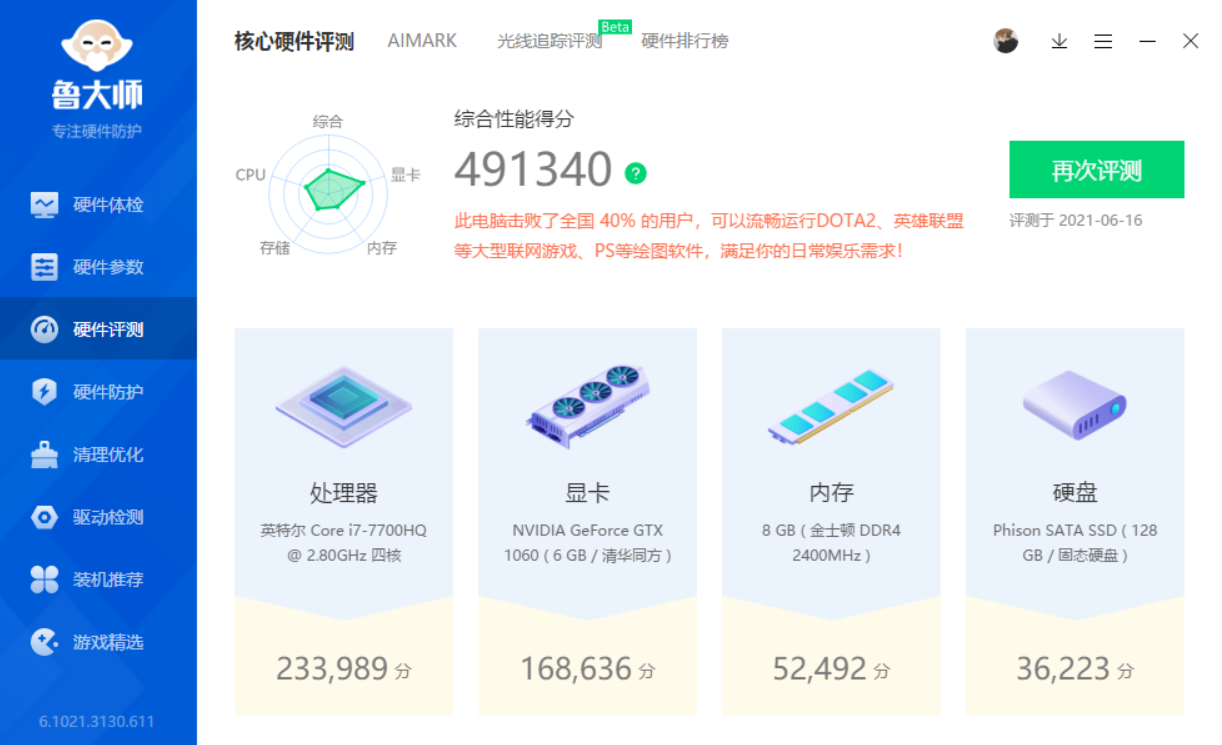 鲁大师
专注硬件防护
硬件体检
硬件参数
硬件评测
硬件防护
清理优化
驱动检测
装机推荐
游戏精选
6.1021.3130.611
核心硬件评测 AIMARK 光线追踪评测 Beta 硬件排行榜
综合
CPU
显卡
存储
内存
综合性能得分
491340 ?
此电脑击败了全国 40% 的用户，可以流畅运行DOTA2、英雄联盟
等大型联网游戏、PS等绘图软件，满足你的日常娱乐需求！
再次评测
评测于 2021-06-16
处理器
英特尔 Core i7-7700HQ
@ 2.80GHz 四核
233,989 分
显卡
NVIDIA GeForce GTX
1060 ( 6 GB / 清华同方 )
168,636 分
内存
8 GB ( 金士顿 DDR4
2400MHz )
52,492 分
硬盘
Phison SATA SSD ( 128
GB / 固态硬盘 )
36,223 分